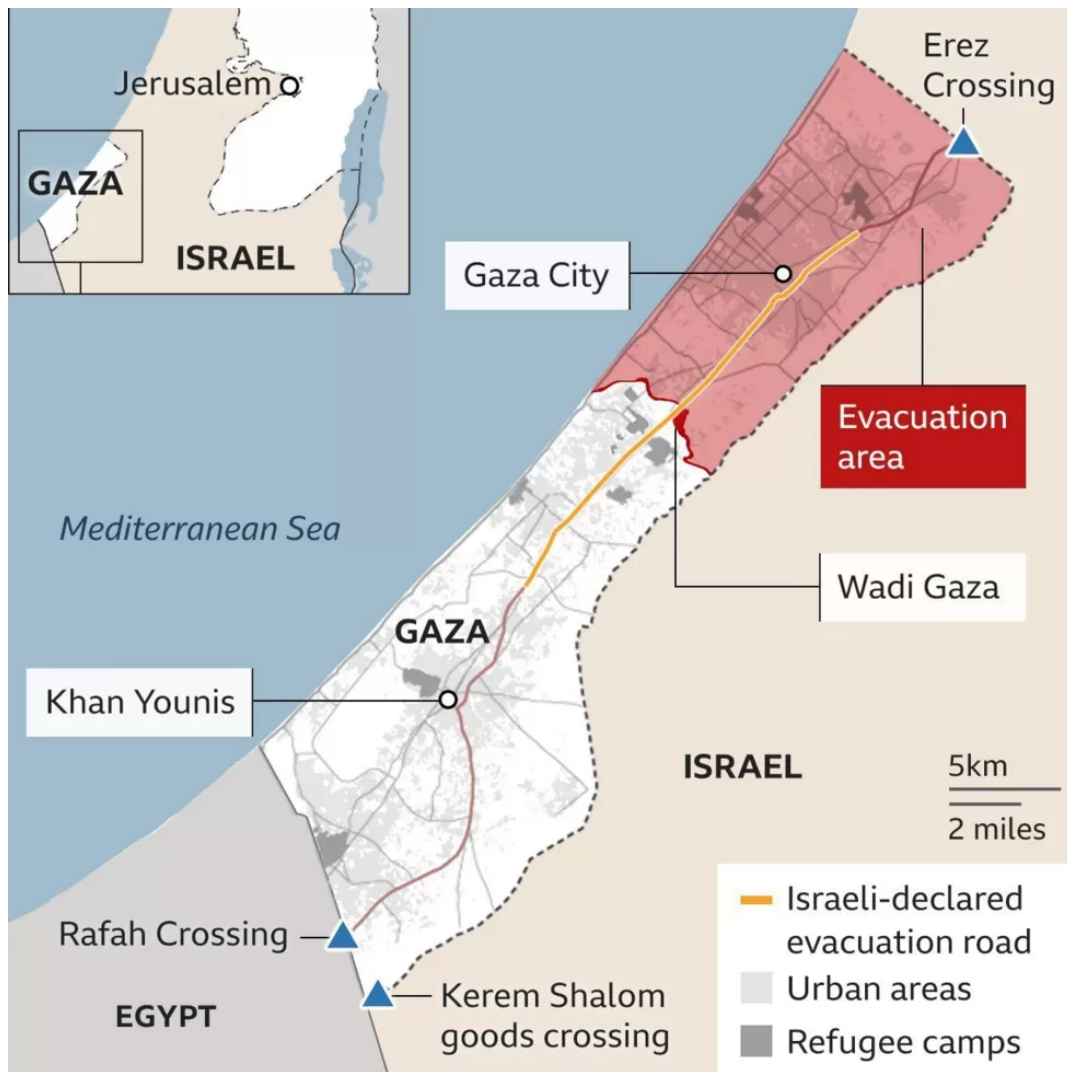 Jerusalem
GAZA
ISRAEL
Erez
Crossing
Gaza City
Evacuation
area
Mediterranean Sea
Wadi Gaza
GAZA
Khan Younis
ISRAEL
5km
2 miles
Rafah Crossing
EGYPT
Kerem Shalom
goods crossing
Israeli-declared
evacuation road
Urban areas
Refugee camps